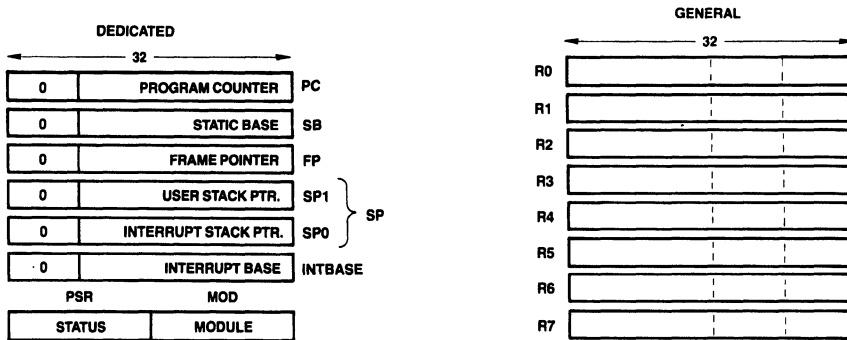 DEDICATED
32
0 PROGRAM COUNTER PC
0 STATIC BASE SB
0 FRAME POINTER FP
0 USER STACK PTR. SP1
SP
0 INTERRUPT STACK PTR. SP0
0 INTERRUPT BASE INTBASE
PSR MOD
STATUS MODULE
GENERAL
32
R0
R1
R2
R3
R4
R5
R6
R7